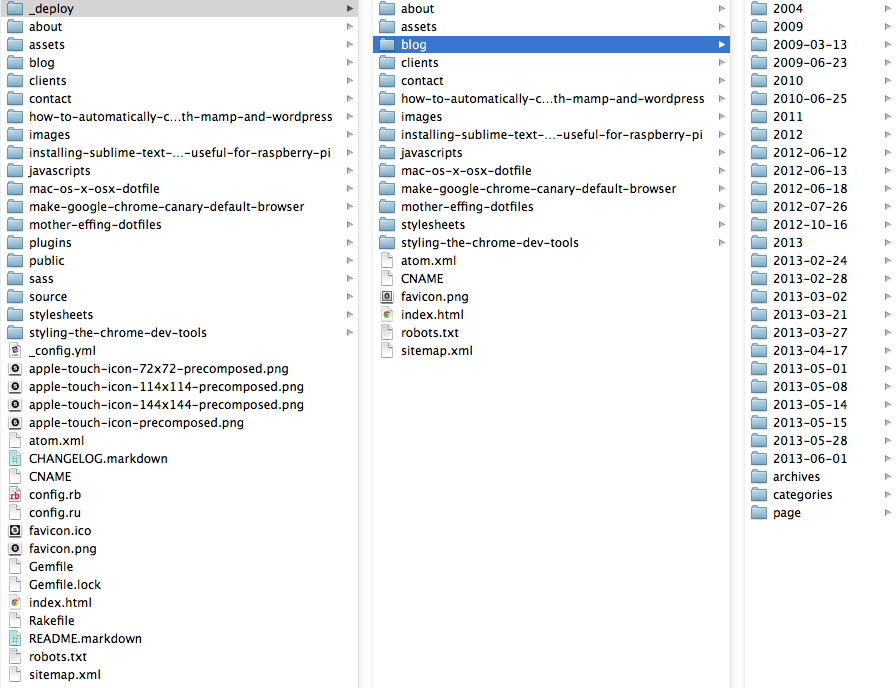 _deploy
about
assets
blog
clients
contact
how-to-automatically-c...th-mamp-and-wordpress
images
installing-sublime-text-...-useful-for-raspberry-pi
javascripts
mac-os-x-osx-dotfile
make-google-chrome-canary-default-browser
mother-effing-dotfiles
plugins
public
sass
source
stylesheets
styling-the-chrome-dev-tools
_config.yml
apple-touch-icon-72x72-precomposed.png
apple-touch-icon-114x114-precomposed.png
apple-touch-icon-144x144-precomposed.png
apple-touch-icon-precomposed.png
atom.xml
CHANGELOG.markdown
CNAME
config.rb
config.ru
favicon.ico
favicon.png
Gemfile
Gemfile.lock
index.html
Rakefile
README.markdown
robots.txt
sitemap.xml
about
assets
blog
clients
contact
how-to-automatically-c...th-mamp-and-wordpress
images
installing-sublime-text-...-useful-for-raspberry-pi
javascripts
mac-os-x-osx-dotfile
make-google-chrome-canary-default-browser
mother-effing-dotfiles
stylesheets
styling-the-chrome-dev-tools
atom.xml
CNAME
favicon.png
index.html
robots.txt
sitemap.xml
2004
2009
2009-03-13
2009-06-23
2010
2010-06-25
2011
2012
2012-06-12
2012-06-13
2012-06-18
2012-07-26
2012-10-16
2013
2013-02-24
2013-02-28
2013-03-02
2013-03-21
2013-03-27
2013-04-17
2013-05-01
2013-05-08
2013-05-14
2013-05-15
2013-05-28
2013-06-01
archives
categories
page